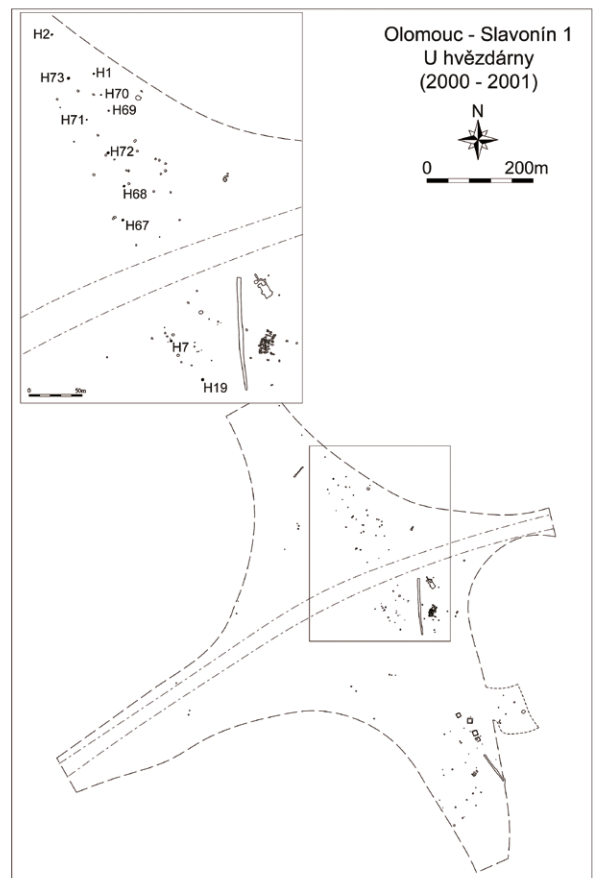 Olomouc - Slavonín 1
U hvězdárny
(2000 - 2001)
N
0 200m
H2
H73
H1
H70
H69
H71
H72
H68
H67
H7
H19
0 50m